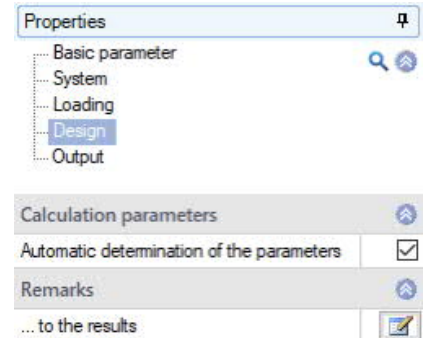 Properties
Basic parameter
System
Loading
Design
Output
Calculation parameters
Automatic determination of the parameters
Remarks
... to the results